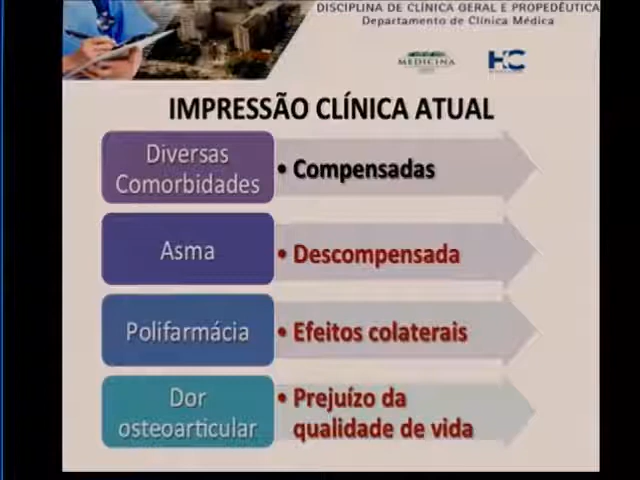 DISCIPLINA DE CLÍNICA GERAL E PROPEDÊUTICA
Departamento de Clínica Médica
MEDICINA
HC
IMPRESSÃO CLÍNICA ATUAL
Diversas
Comorbidades
• Compensadas
Asma
• Descompensada
Polifarmácia
• Efeitos colaterais
Dor
osteoarticular
• Prejuízo da
qualidade de vida